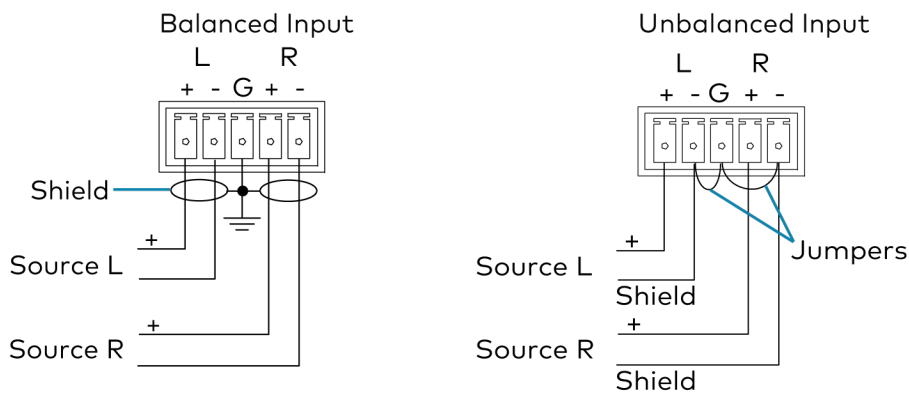 Balanced Input
L R
+ - G + -
Shield
+
Source L
+
Source R
Unbalanced Input
L R
+ - G + -
Jumpers
+
Source L
Shield
+
Source R
Shield